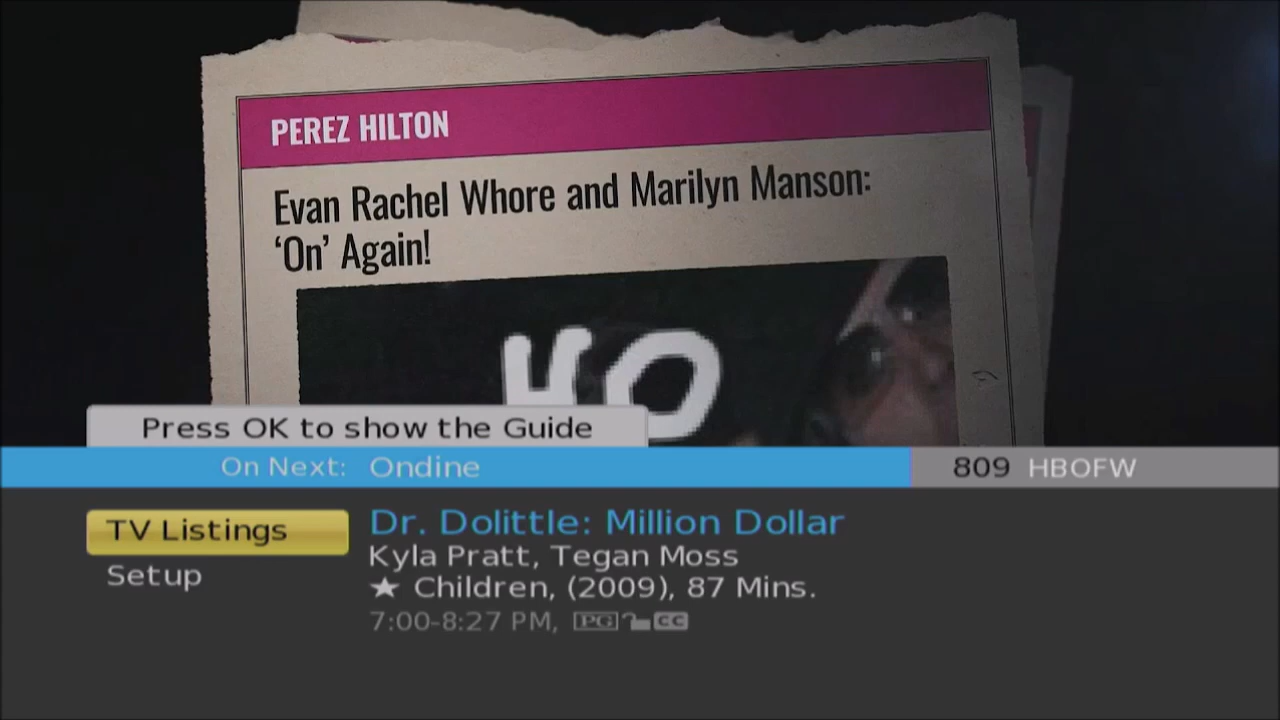 PEREZ HILTON
Evan Rachel Whore and Marilyn Manson:
‘On’ Again!
HO
Press OK to show the Guide
On Next: Ondine
809 HBOFW
TV Listings
Setup
Dr. Dolittle: Million Dollar
Kyla Pratt, Tegan Moss
★ Children, (2009), 87 Mins.
7:00-8:27 PM, PG CC